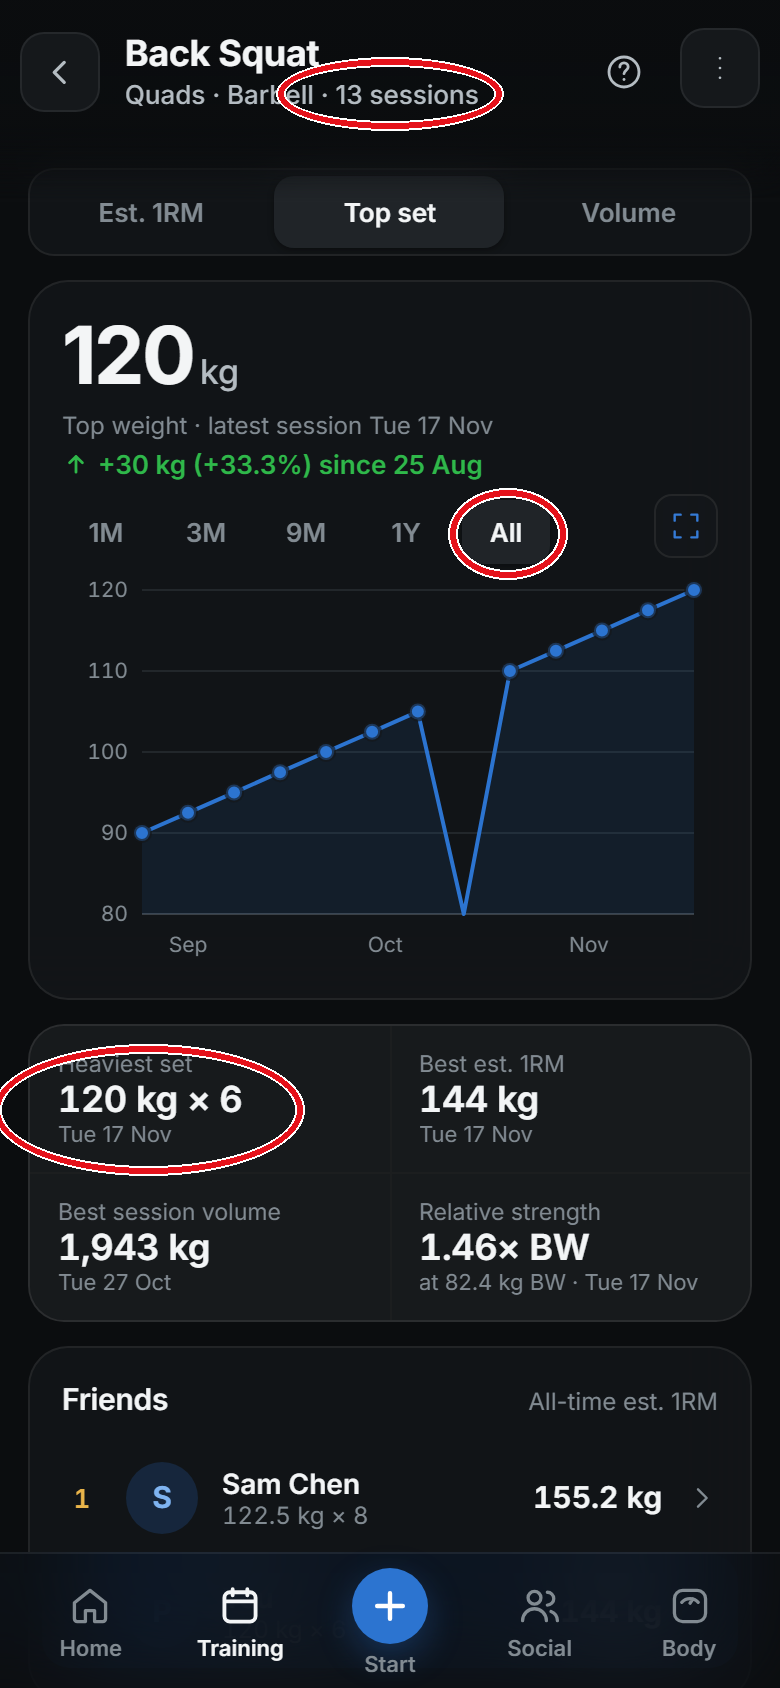 Back Squat
Quads · Barbell · 13 sessions
Est. 1RM
Top set
Volume
120 kg
Top weight · latest session Tue 17 Nov
↑ +30 kg (+33.3%) since 25 Aug
1M 3M 9M 1Y All
120
110
100
90
80
Sep Oct Nov
Heaviest set
120 kg × 6
Tue 17 Nov
Best est. 1RM
144 kg
Tue 17 Nov
Best session volume
1,943 kg
Tue 27 Oct
Relative strength
1.46× BW
at 82.4 kg BW · Tue 17 Nov
Friends
All-time est. 1RM
1
S
Sam Chen
122.5 kg × 8
155.2 kg
144 kg
Home
Training
Start
Social
Body